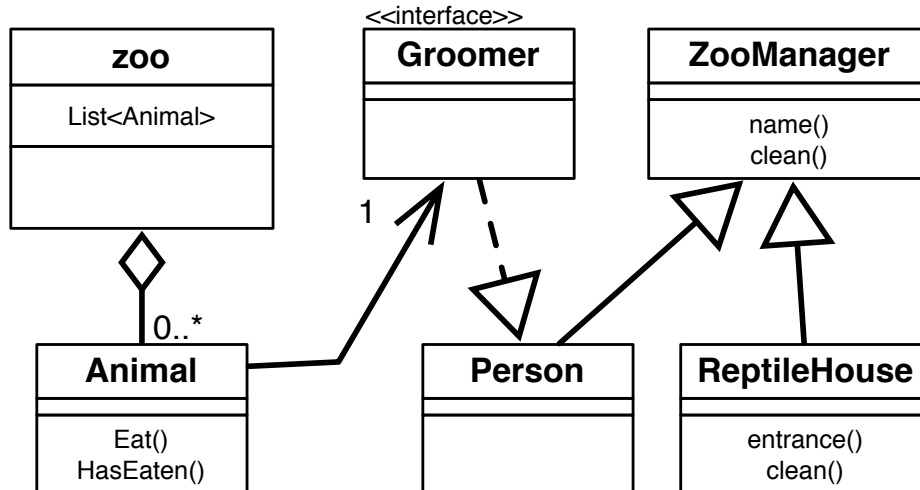 <<interface>>
zoo
List<Animal>
Groomer
ZooManager
name()
clean()
1
0..*
Animal
Eat()
HasEaten()
Person
ReptileHouse
entrance()
clean()